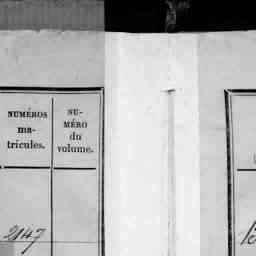 NUMÉROS
ma-
tricules.
NU-
MÉRO
du
volume.
2147